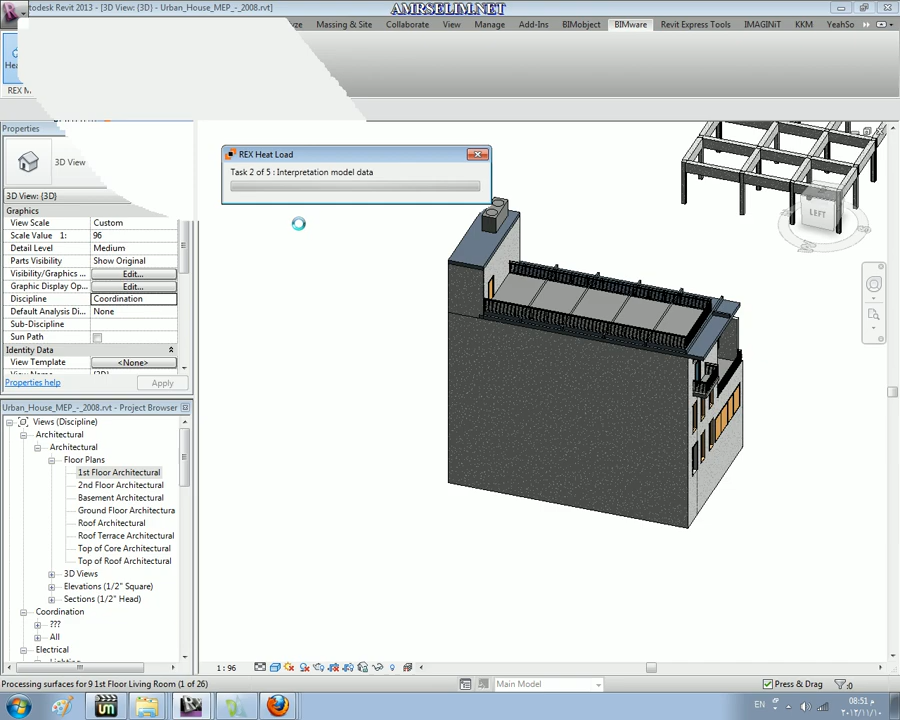 AMRSELIM.NET
todesk Revit 2013 - [3D View: {3D} - Urban_House_MEP_-_2008.rvt]
ze Massing & Site Collaborate View Manage Add-Ins BIMobject BIMware Revit Express Tools IMAGINiT KKM YeahSo
Hea
REX M
Properties
3D View
3D View: {3D}
Graphics
View Scale Custom
Scale Value 1: 96
Detail Level Medium
Parts Visibility Show Original
Visibility/Graphics ... Edit...
Graphic Display Op... Edit...
Discipline Coordination
Default Analysis Di... None
Sub-Discipline
Sun Path
Identity Data
View Template <None>
Properties help Apply
REX Heat Load
Task 2 of 5 : Interpretation model data
LEFT
Urban_House_MEP_-_2008.rvt - Project Browser
Views (Discipline)
Architectural
Architectural
Floor Plans
1st Floor Architectural
2nd Floor Architectural
Basement Architectural
Ground Floor Architectura
Roof Architectural
Roof Terrace Architectural
Top of Core Architectural
Top of Roof Architectural
3D Views
Elevations (1/2" Square)
Sections (1/2" Head)
Coordination
???
All
Electrical
1 : 96
Processing surfaces for 9 1st Floor Living Room (1 of 26)
Main Model
Press & Drag
:0
EN
08:51 م
٢٠١٣/١١/١٠